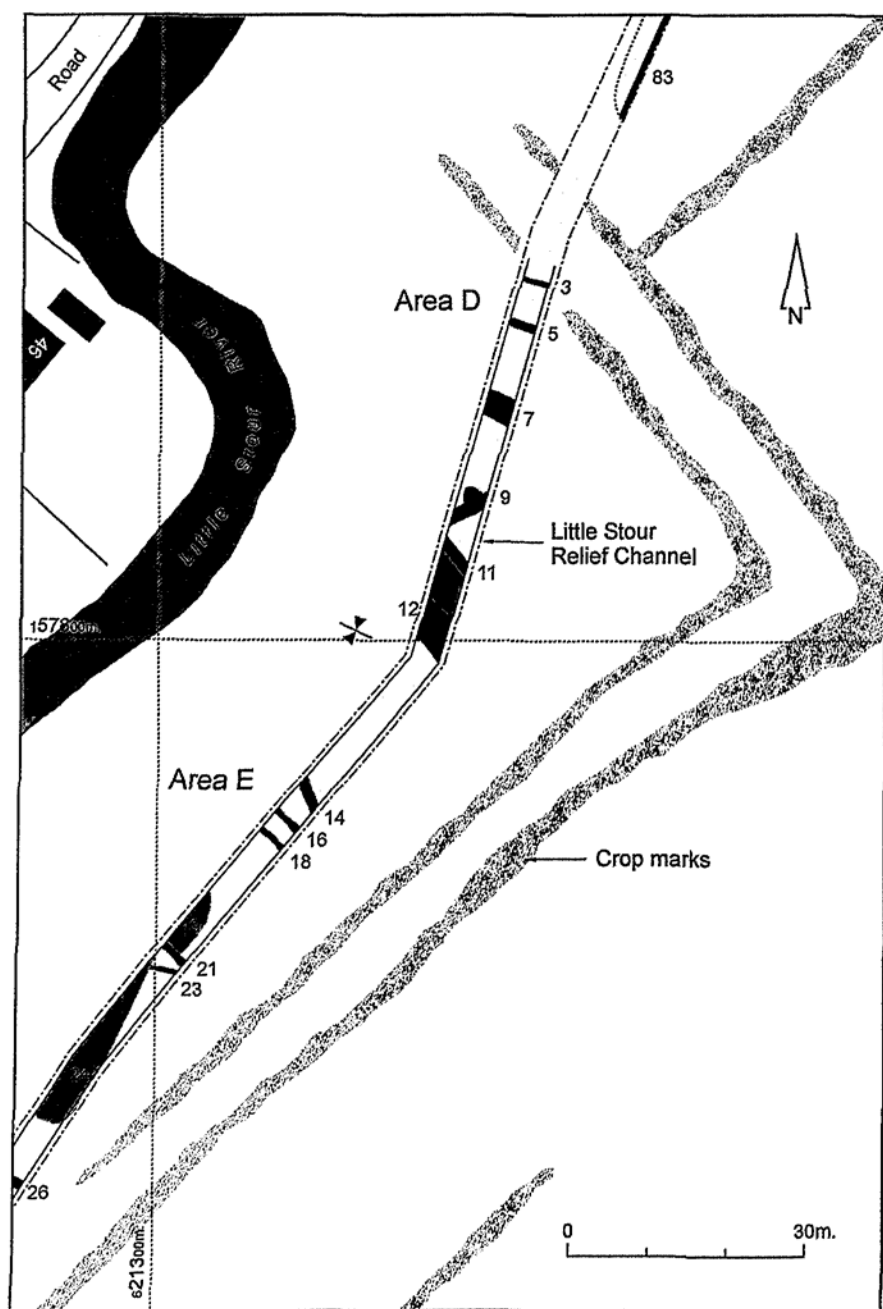 Road
83
Area D
3
N
5
46
Little Stour River
7
9
Little Stour
Relief Channel
11
12
157800m.
Area E
14
16
18
Crop marks
21
23
26
621300m.
0 30m.